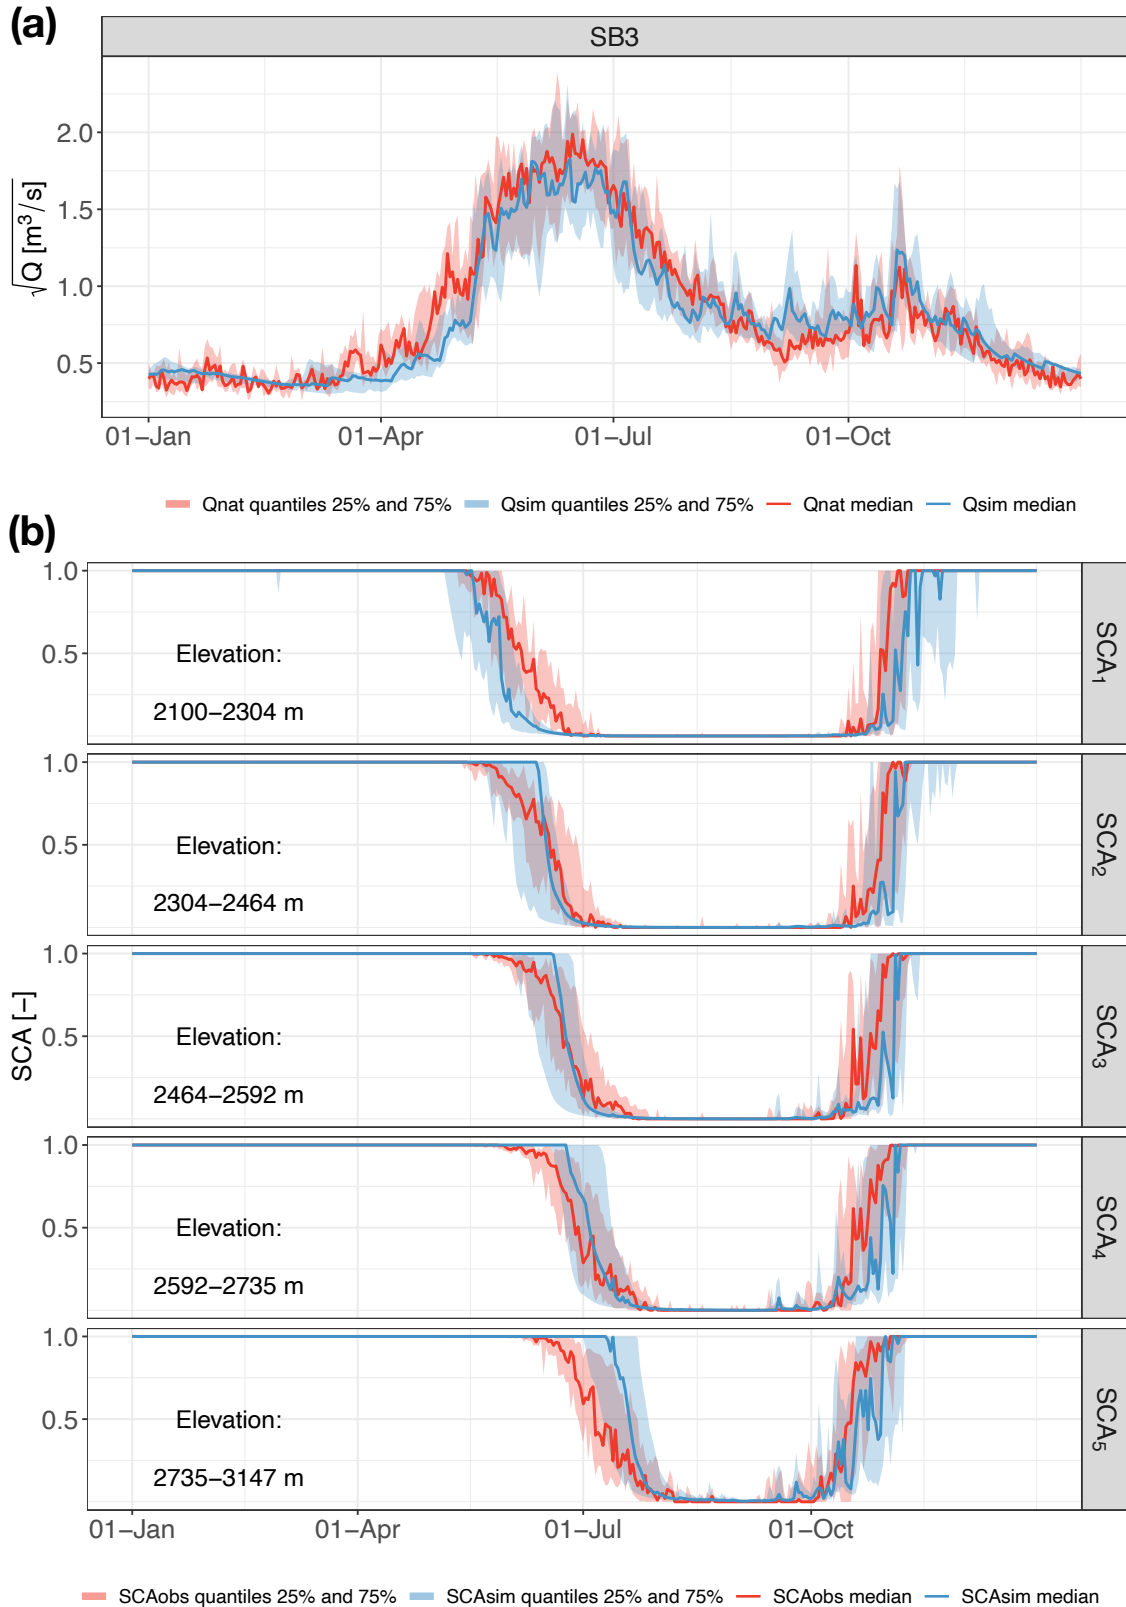 (a)
SB3
√Q [m³/s]
2.0
1.5
1.0
0.5
01−Jan
01−Apr
01−Jul
01−Oct
Qnat quantiles 25% and 75%
Qsim quantiles 25% and 75%
Qnat median
Qsim median
(b)
SCA [−]
1.0
0.5
Elevation:
2100−2304 m
SCA₁
1.0
0.5
Elevation:
2304−2464 m
SCA₂
1.0
0.5
Elevation:
2464−2592 m
SCA₃
1.0
0.5
Elevation:
2592−2735 m
SCA₄
1.0
0.5
Elevation:
2735−3147 m
SCA₅
01−Jan
01−Apr
01−Jul
01−Oct
SCAobs quantiles 25% and 75%
SCAsim quantiles 25% and 75%
SCAobs median
SCAsim median